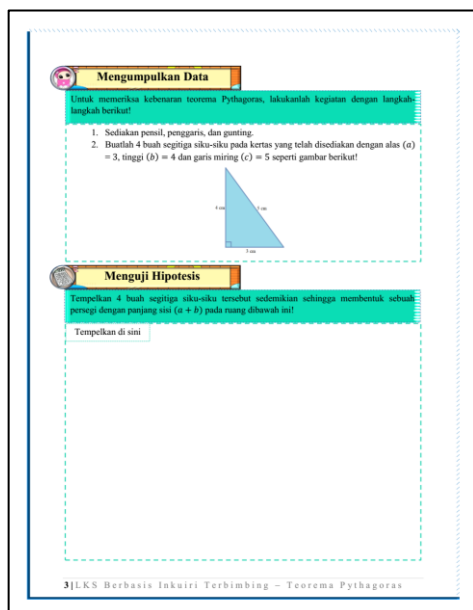 Mengumpulkan Data
Untuk memeriksa kebenaran teorema Pythagoras, lakukanlah kegiatan dengan langkah-
langkah berikut!
1. Sediakan pensil, penggaris, dan gunting.
2. Buatlah 4 buah segitiga siku-siku pada kertas yang telah disediakan dengan alas (a)
= 3, tinggi (b) = 4 dan garis miring (c) = 5 seperti gambar berikut!
4 cm
5 cm
3 cm
Menguji Hipotesis
Tempelkan 4 buah segitiga siku-siku tersebut sedemikian sehingga membentuk sebuah
persegi dengan panjang sisi (a + b) pada ruang dibawah ini!
Tempelkan di sini
3|LKS Berbasis Inkuiri Terbimbing – Teorema Pythagoras